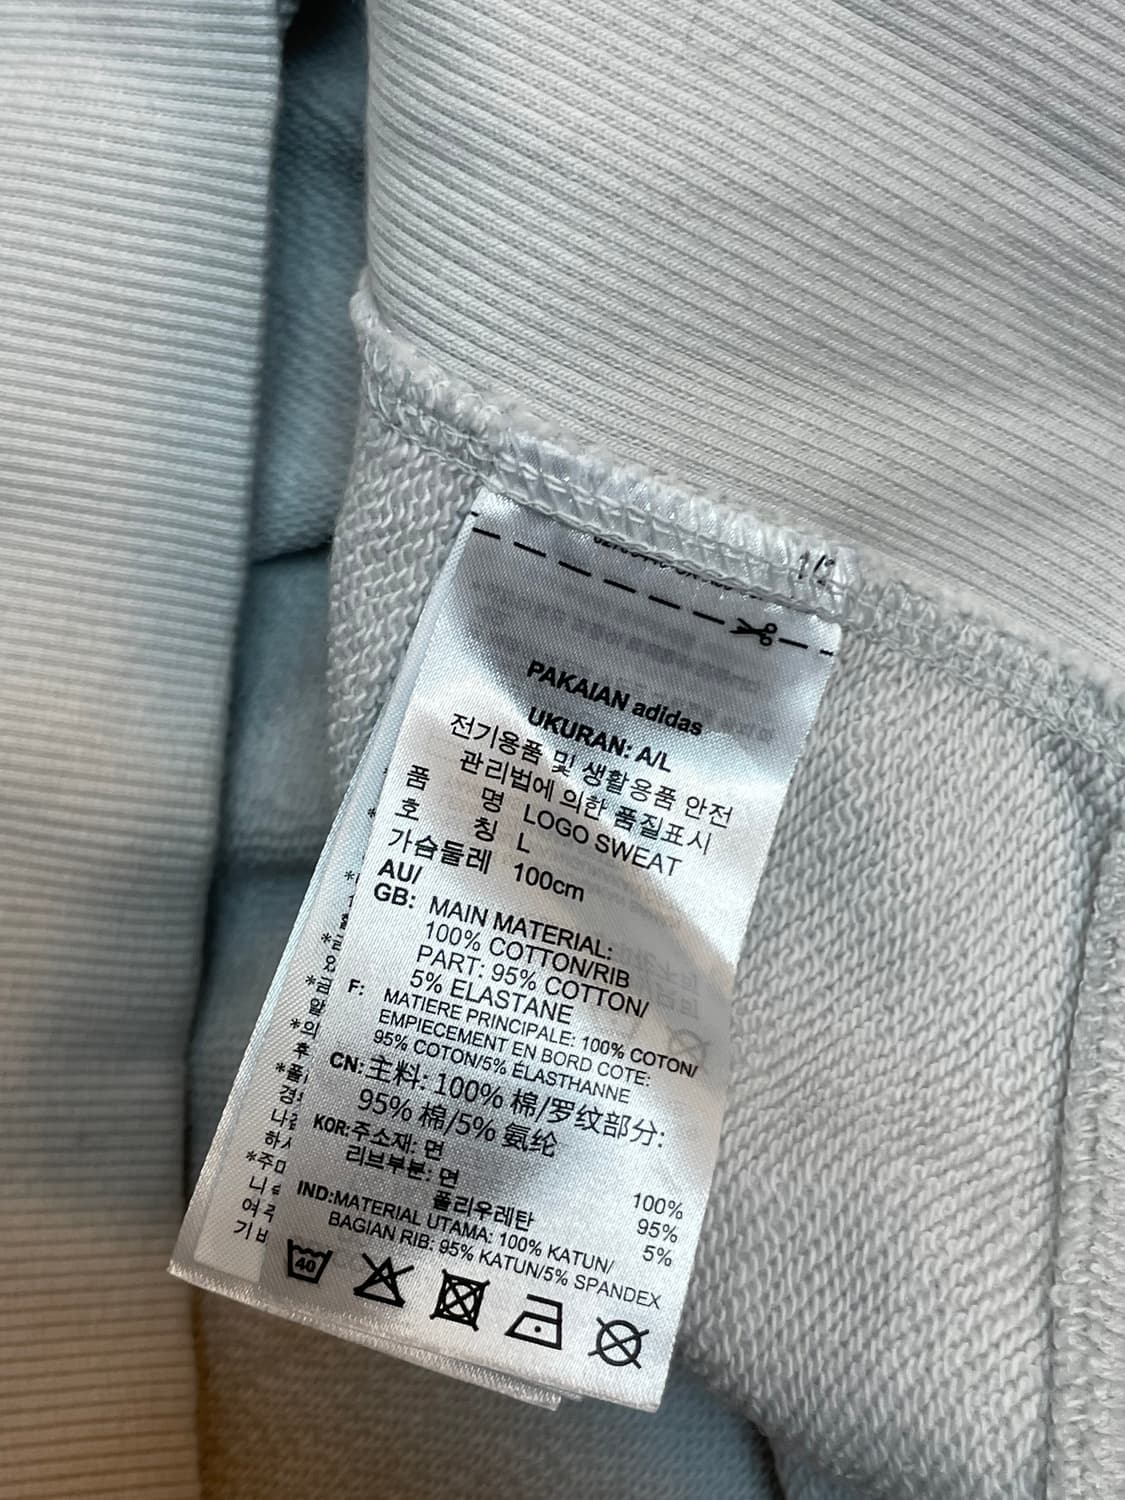 1/2
PAKAIAN adidas
UKURAN: A/L
전기용품 및 생활용품 안전
관리법에 의한 품질표시
품 명 LOGO SWEAT
호 칭 L
가슴둘레 100cm
AU/
GB: MAIN MATERIAL:
100% COTTON/RIB
PART: 95% COTTON/
5% ELASTANE
F: MATIERE PRINCIPALE: 100% COTON/
EMPIECEMENT EN BORD COTE:
95% COTON/5% ÉLASTHANNE
CN: 主料: 100% 棉/罗纹部分:
95% 棉/5% 氨纶
KOR: 주소재: 면 100%
리브부분: 면 95%
폴리우레탄 5%
IND: MATERIAL UTAMA: 100% KATUN/
BAGIAN RIB: 95% KATUN/5% SPANDEX
40